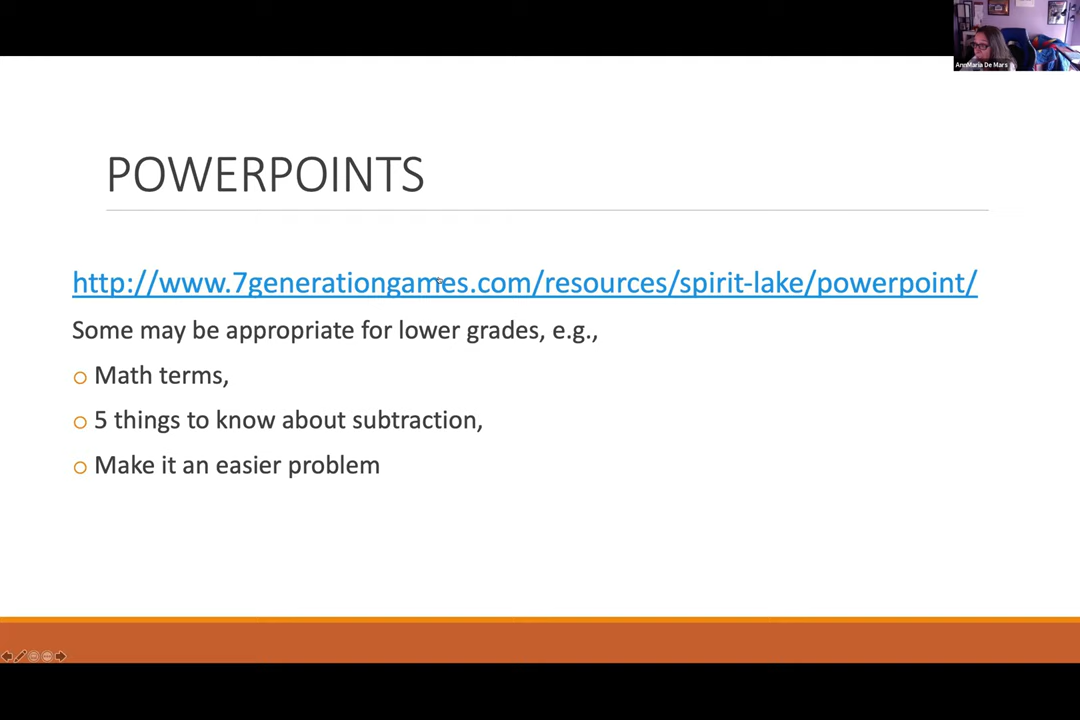 AnnMaria De Mars
POWERPOINTS
http://www.7generationgames.com/resources/spirit-lake/powerpoint/
Some may be appropriate for lower grades, e.g.,
Math terms,
5 things to know about subtraction,
Make it an easier problem